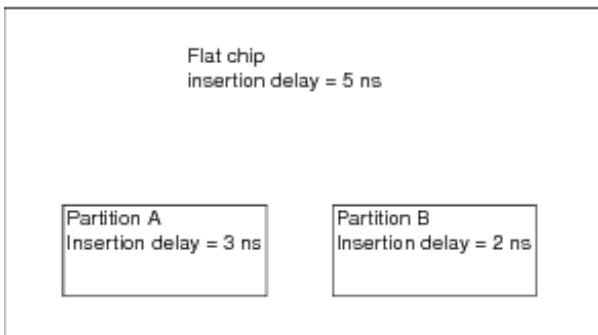 Flat chip
insertion delay = 5 ns
Partition A
Insertion delay = 3 ns
Partition B
Insertion delay = 2 ns